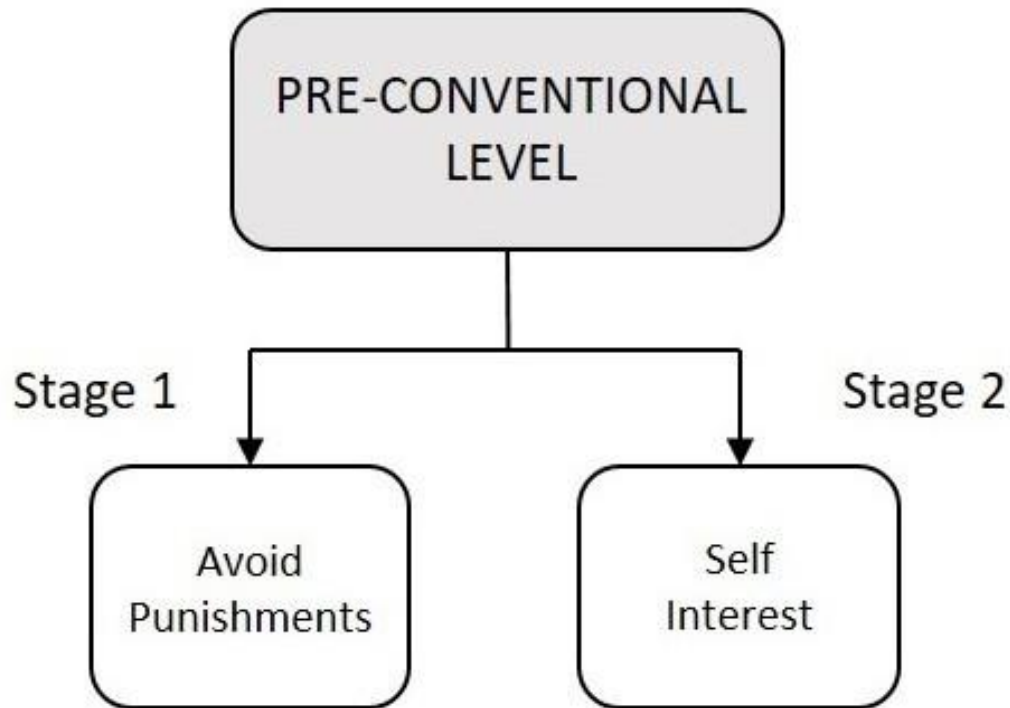 PRE-CONVENTIONAL
LEVEL
Stage 1
Stage 2
Avoid
Punishments
Self
Interest